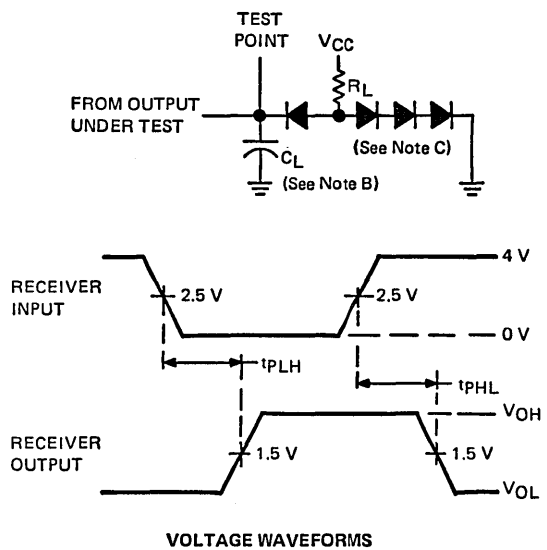 TEST
POINT
VCC
RL
FROM OUTPUT
UNDER TEST
(See Note C)
CL
(See Note B)
4 V
RECEIVER
INPUT
2.5 V
2.5 V
0 V
tPLH
tPHL
VOH
RECEIVER
OUTPUT
1.5 V
1.5 V
VOL
VOLTAGE WAVEFORMS